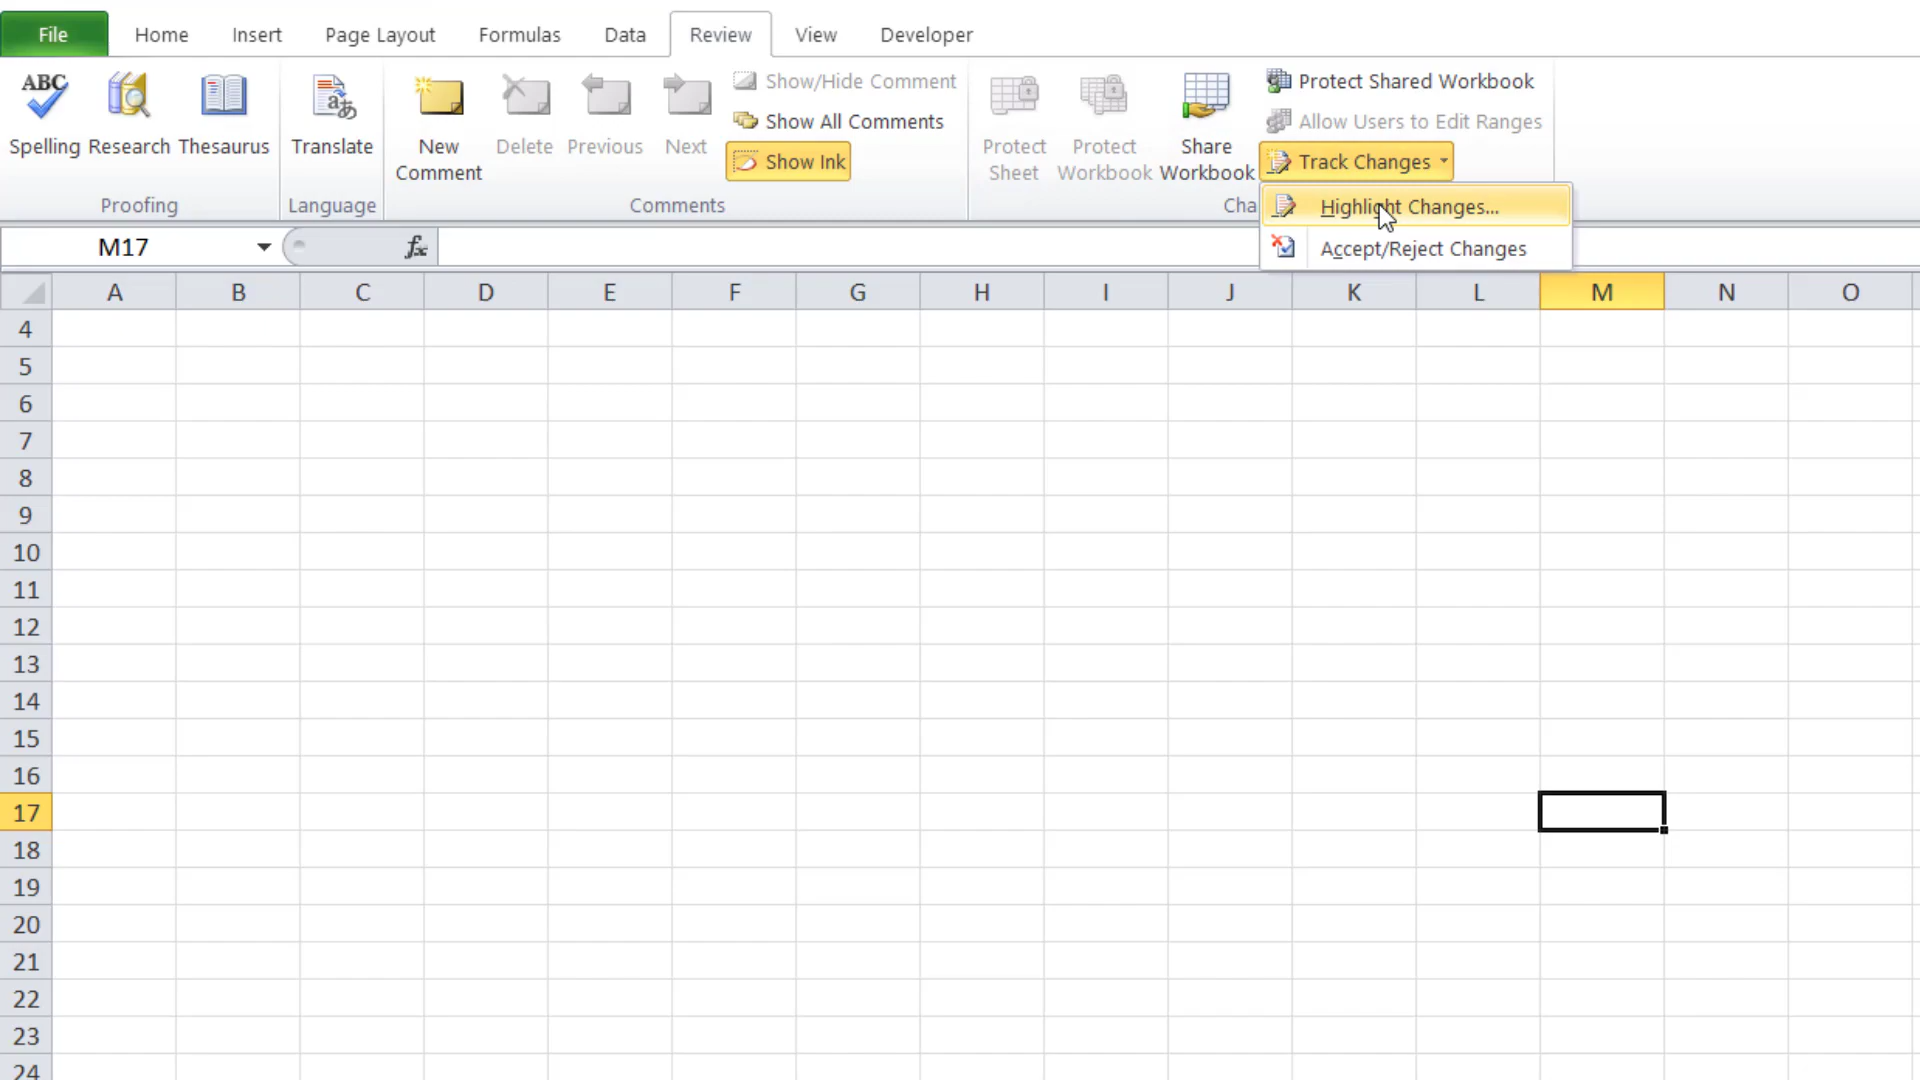 File Home Insert Page Layout Formulas Data Review View Developer
ABC
Spelling Research Thesaurus
Proofing
Translate
Language
New Comment
Delete Previous Next
Show/Hide Comment
Show All Comments
Show Ink
Comments
Protect Sheet
Protect Workbook
Share Workbook
Protect Shared Workbook
Allow Users to Edit Ranges
Track Changes
Cha
Highlight Changes...
Accept/Reject Changes
M17 fx
A B C D E F G H I J K L M N O
4
5
6
7
8
9
10
11
12
13
14
15
16
17
18
19
20
21
22
23
24